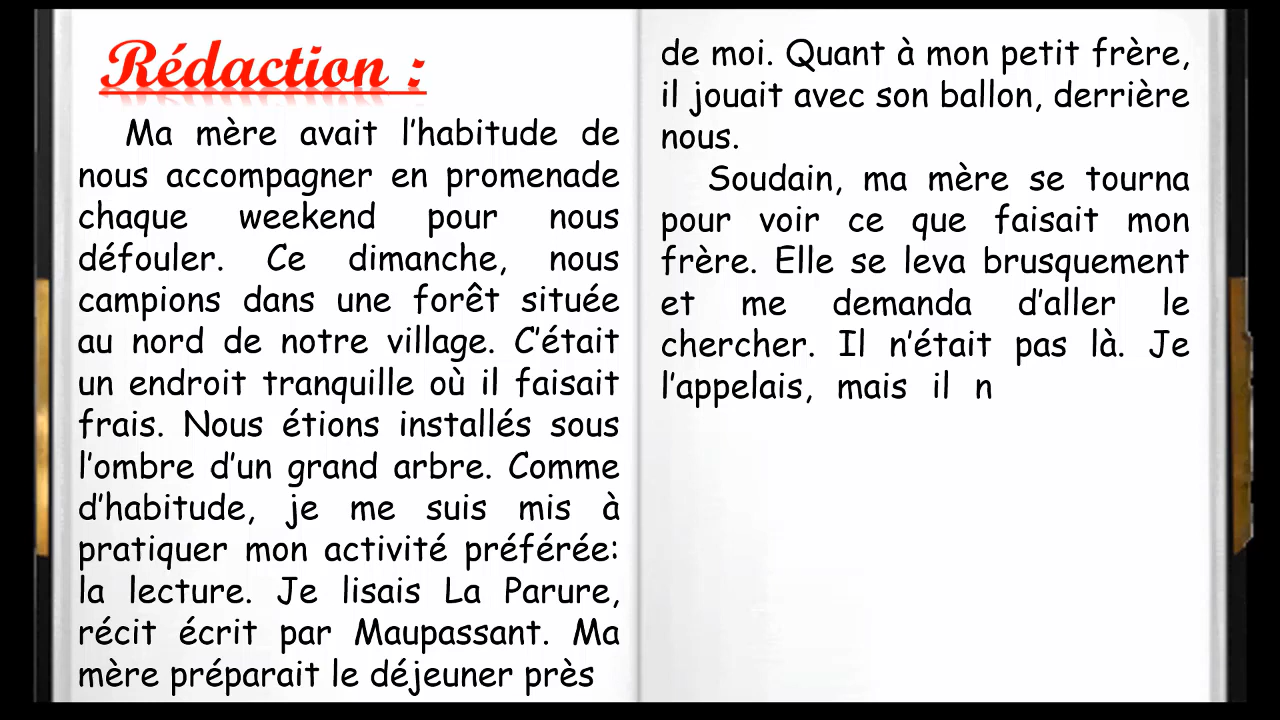 Rédaction :
Ma mère avait l'habitude de
nous accompagner en promenade
chaque weekend pour nous
défouler. Ce dimanche, nous
campions dans une forêt située
au nord de notre village. C'était
un endroit tranquille où il faisait
frais. Nous étions installés sous
l'ombre d'un grand arbre. Comme
d'habitude, je me suis mis à
pratiquer mon activité préférée:
la lecture. Je lisais La Parure,
récit écrit par Maupassant. Ma
mère préparait le déjeuner près
de moi. Quant à mon petit frère,
il jouait avec son ballon, derrière
nous.
Soudain, ma mère se tourna
pour voir ce que faisait mon
frère. Elle se leva brusquement
et me demanda d'aller le
chercher. Il n'était pas là. Je
l'appelais, mais il n